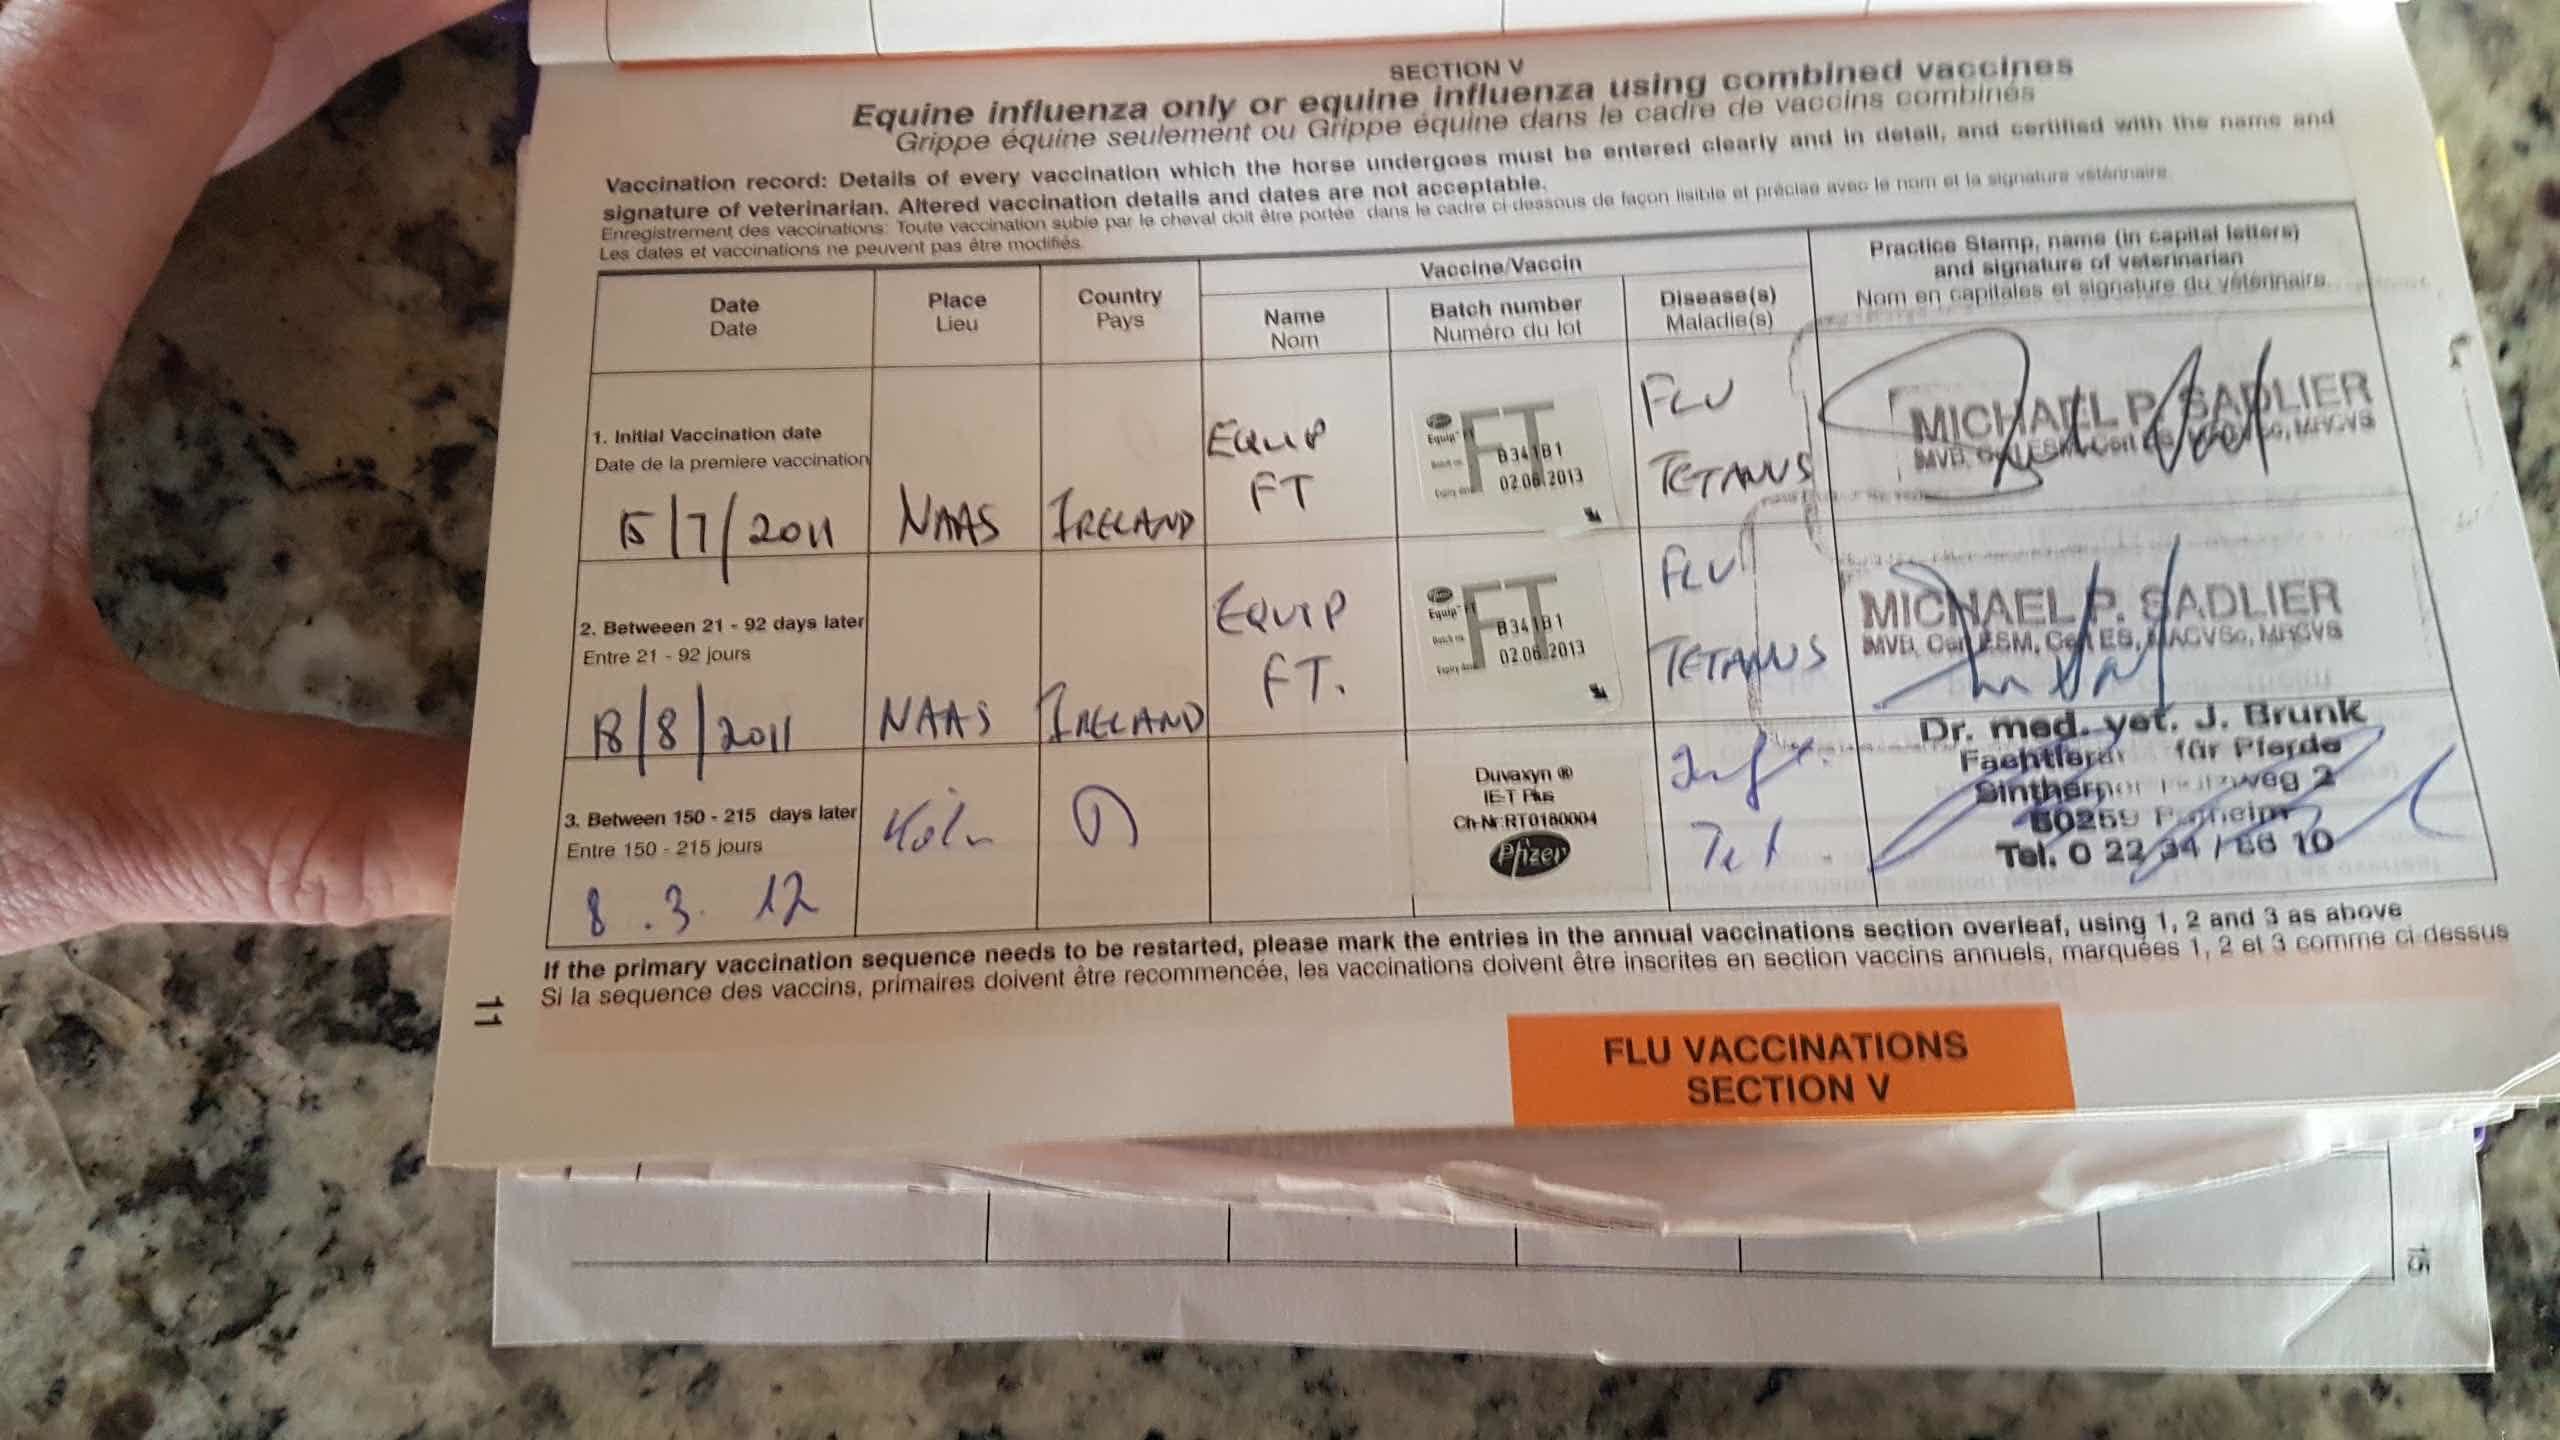 SECTION V
Equine influenza only or equine influenza using combined vaccines
Grippe équine seulement ou Grippe équine dans le cadre de vaccins combinés
Vaccination record: Details of every vaccination which the horse undergoes must be entered clearly and in detail, and certified with the name and
signature of veterinarian. Altered vaccination details and dates are not acceptable.
Enregistrement des vaccinations: Toute vaccination subie par le cheval doit être portée dans le cadre ci-dessous de façon lisible et précise avec le nom et la signature vétérinaire.
Les dates et vaccinations ne peuvent pas être modifiés.
Date
Date
Place
Lieu
Country
Pays
Vaccine/Vaccin
Name
Nom
Batch number
Numéro du lot
Disease(s)
Maladie(s)
Practice Stamp, name (in capital letters)
and signature of veterinarian
Nom en capitales et signature du vétérinaire
1. Initial Vaccination date
Date de la premiere vaccination
15/7/2011
NAAS
IRELAND
EQUIP
FT
FT
Equip
B341B1
02.06.2013
FLU
TETANUS
MICHAEL P. SADLIER
MVB, MRCVS
2. Betweeen 21 - 92 days later
Entre 21 - 92 jours
18/8/2011
NAAS
IRELAND
EQUIP
FT.
FT
Equip
B341B1
02.06.2013
FLU
TETANUS
MICHAEL P. SADLIER
MVB, Cert ESM, Cert ES, MACVSc, MRCVS
3. Between 150 - 215 days later
Entre 150 - 215 jours
8.3.12
Köln
D
Duvaxyn ®
IE-T Plus
Ch-Nr:RT0180004
Pfizer
Tet.
Dr. med. vet. J. Brunk
für Pferde
2
Tel. 0 22 34 /
If the primary vaccination sequence needs to be restarted, please mark the entries in the annual vaccinations section overleaf, using 1, 2 and 3 as above
Si la sequence des vaccins, primaires doivent être recommencée, les vaccinations doivent être inscrites en section vaccins annuels, marquées 1, 2 et 3 comme ci-dessus
11
FLU VACCINATIONS
SECTION V
15